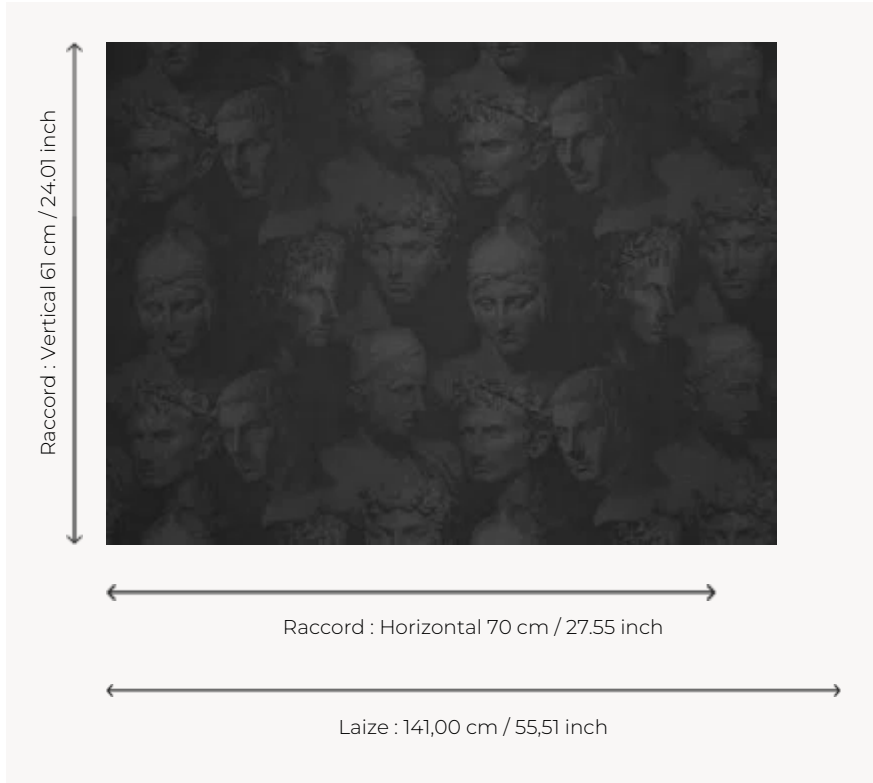 Raccord : Vertical 61 cm / 24.01 inch
Raccord : Horizontal 70 cm / 27.55 inch
Laize : 141,00 cm / 55,51 inch